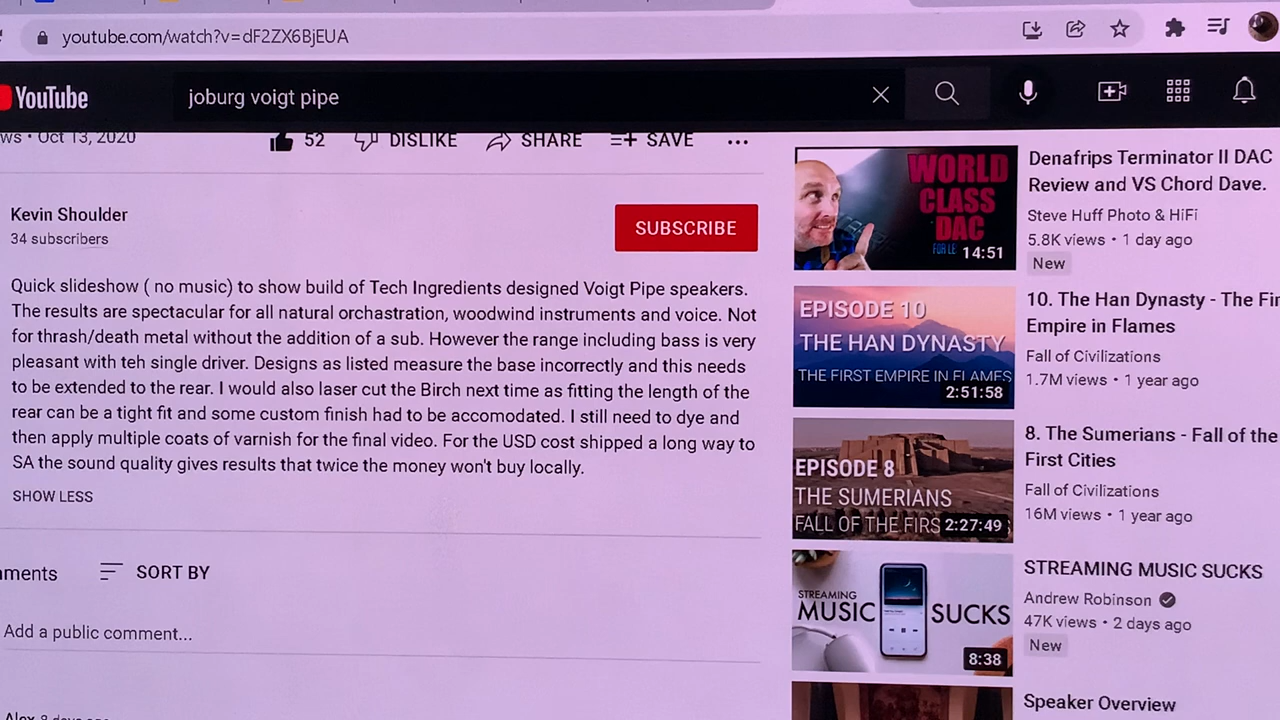 youtube.com/watch?v=dF2ZX6BjEUA
YouTube
joburg voigt pipe
ws • Oct 13, 2020
52
DISLIKE
SHARE
SAVE
Kevin Shoulder
34 subscribers
SUBSCRIBE
Quick slideshow ( no music) to show build of Tech Ingredients designed Voigt Pipe speakers.
The results are spectacular for all natural orchastration, woodwind instruments and voice. Not
for thrash/death metal without the addition of a sub. However the range including bass is very
pleasant with teh single driver. Designs as listed measure the base incorrectly and this needs
to be extended to the rear. I would also laser cut the Birch next time as fitting the length of the
rear can be a tight fit and some custom finish had to be accomodated. I still need to dye and
then apply multiple coats of varnish for the final video. For the USD cost shipped a long way to
SA the sound quality gives results that twice the money won't buy locally.
SHOW LESS
mments
SORT BY
Add a public comment...
Alex
WORLD
CLASS
DAC
FOR LE
14:51
Denafrips Terminator II DAC
Review and VS Chord Dave.
Steve Huff Photo & HiFi
5.8K views • 1 day ago
New
EPISODE 10
THE HAN DYNASTY
THE FIRST EMPIRE IN FLAMES
2:51:58
10. The Han Dynasty - The Fir
Empire in Flames
Fall of Civilizations
1.7M views • 1 year ago
EPISODE 8
THE SUMERIANS
FALL OF THE FIRS
2:27:49
8. The Sumerians - Fall of the
First Cities
Fall of Civilizations
16M views • 1 year ago
STREAMING
MUSIC SUCKS
8:38
STREAMING MUSIC SUCKS
Andrew Robinson
47K views • 2 days ago
New
Speaker Overview